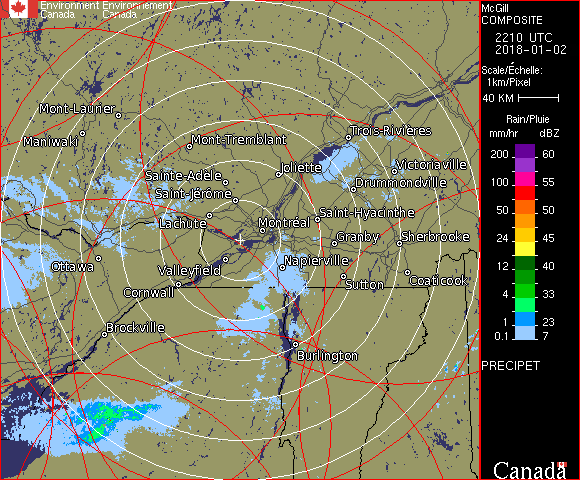 Environment Environnement
Canada Canada
McGill
COMPOSITE
2210 UTC
2018-01-02
Scale/Échelle:
1km/Pixel
40 KM
Rain/Pluie
mm/hr dBZ
200 60
100 55
50 50
24 45
12 40
4 33
1 23
0.1 7
PRECIPET
Canada
Mont-Laurier
Maniwaki
Mont-Tremblant
Trois-Rivières
Joliette
Victoriaville
Sainte-Adèle
Drummondville
Saint-Jérôme
Saint-Hyacinthe
Lachute
Montréal
Granby
Sherbrooke
Ottawa
Valleyfield
Napierville
Cornwall
Sutton
Coaticook
Brockville
Burlington